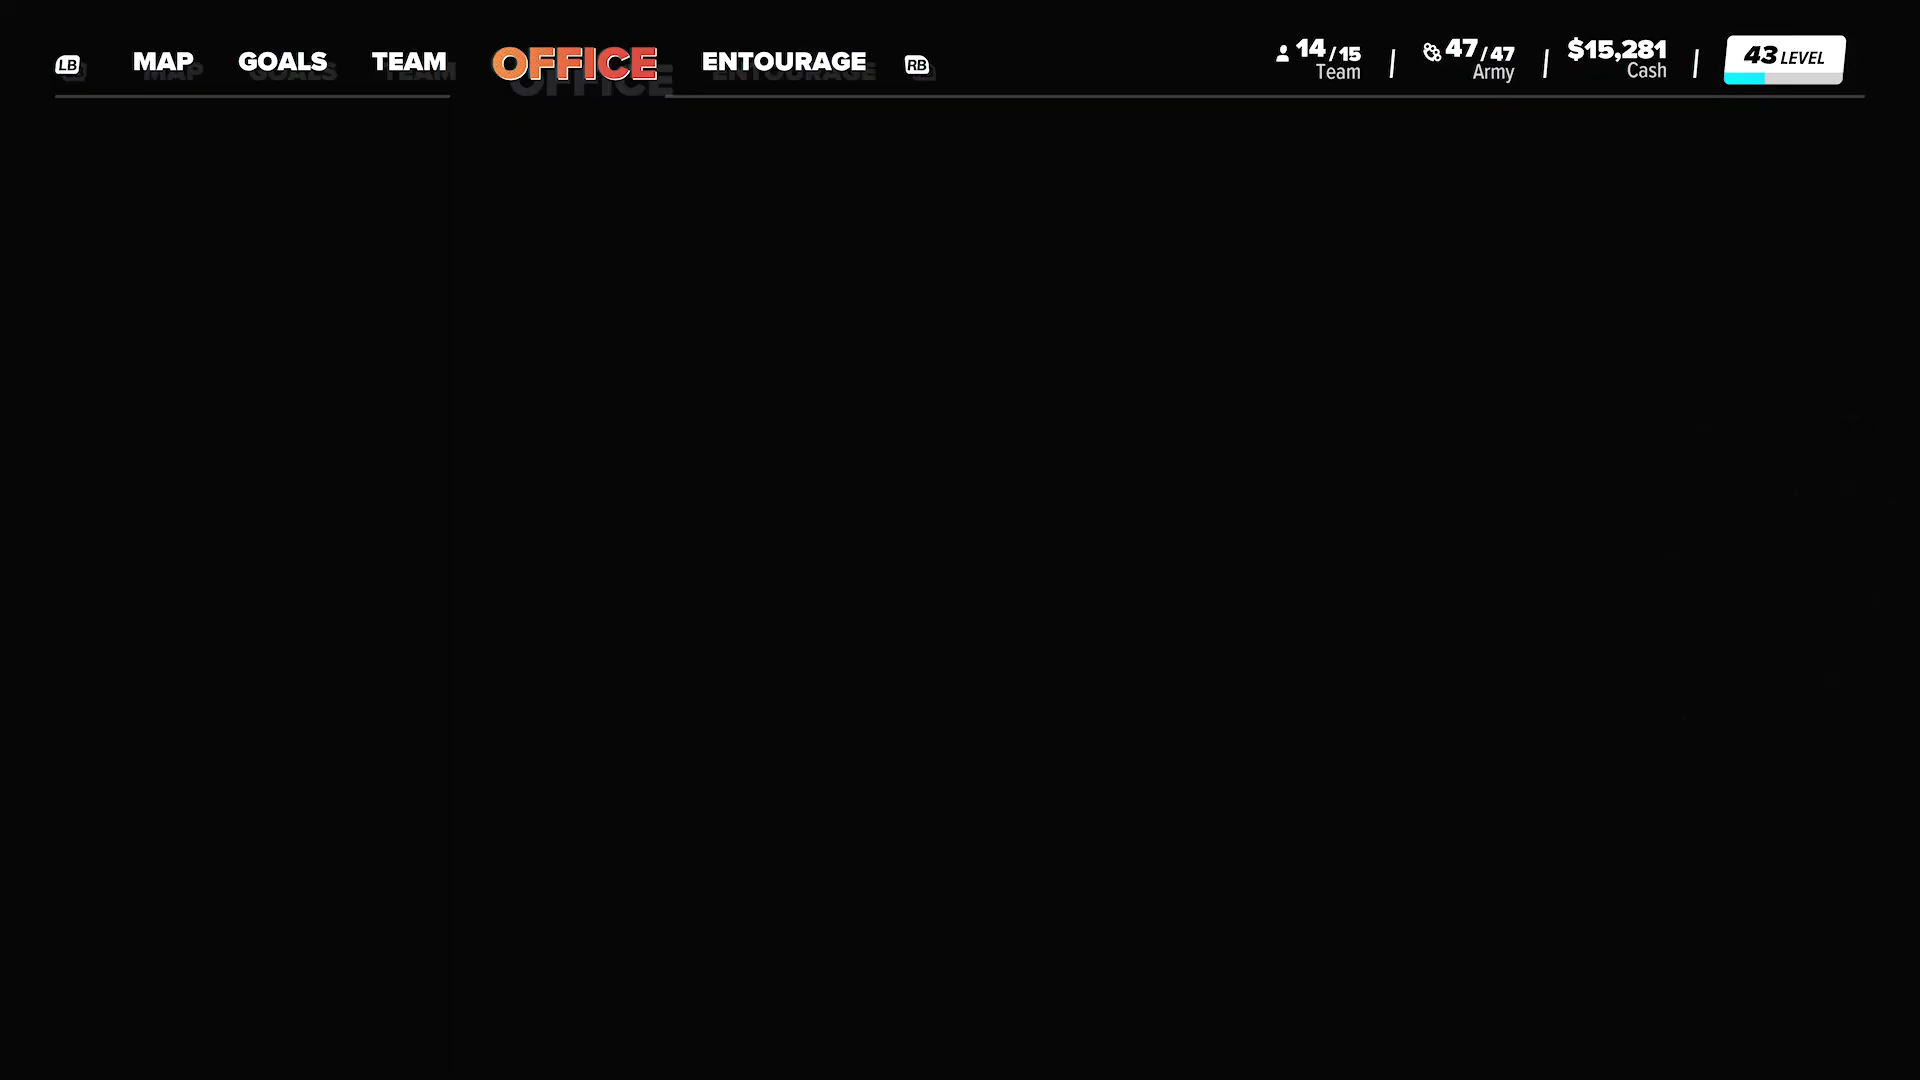 LB MAP GOALS TEAM OFFICE ENTOURAGE RB
14/15 Team
47/47 Army
$15,281 Cash
43 LEVEL